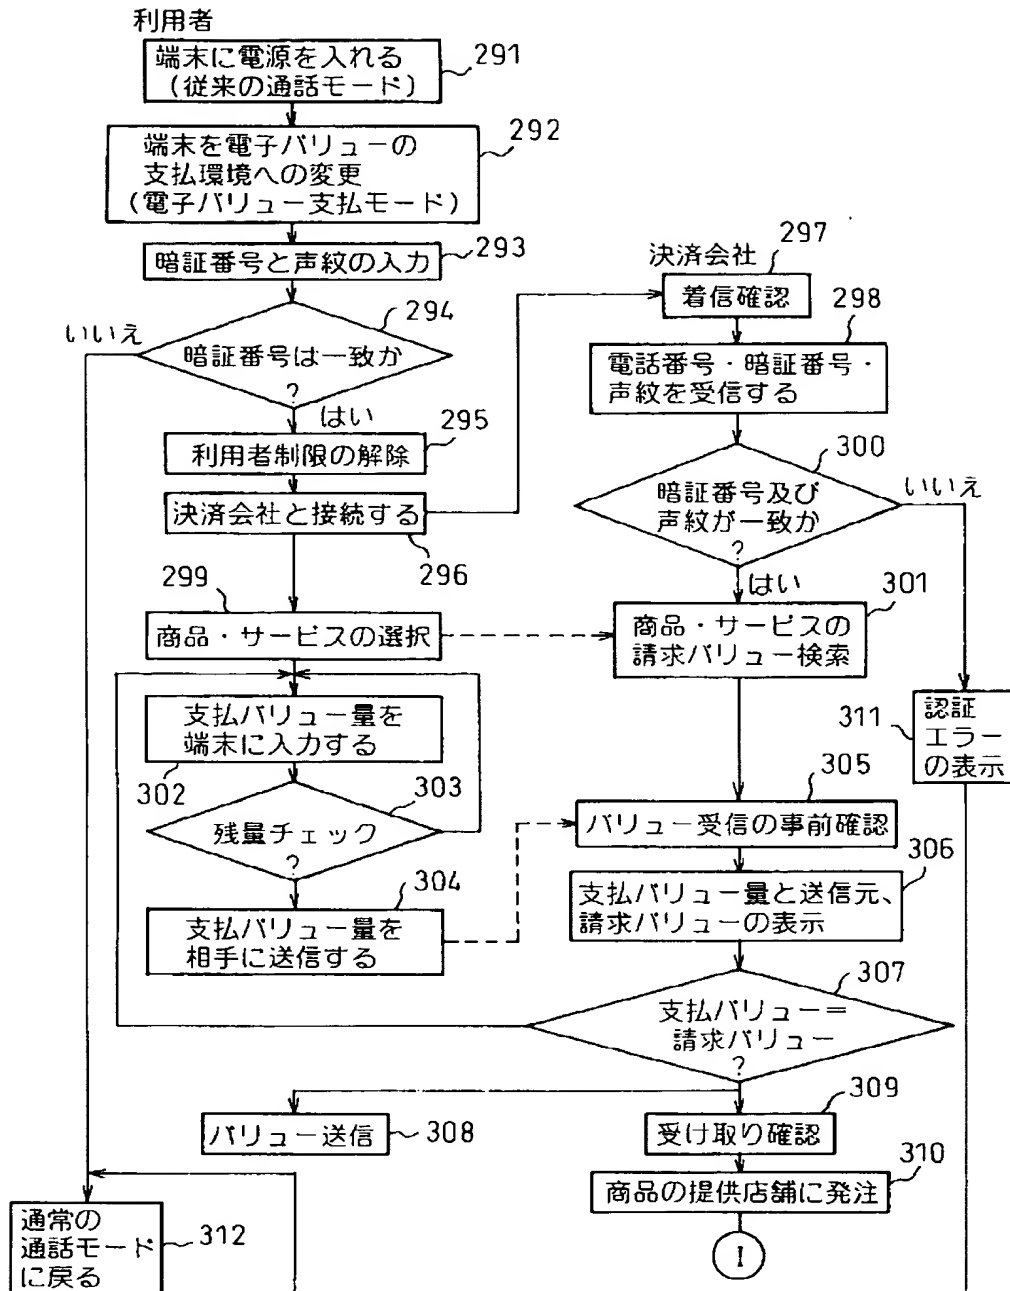 利用者
端末に電源を入れる
(従来の通話モード)
291
端末を電子バリューの
支払環境への変更
(電子バリュー支払モード)
292
暗証番号と声紋の入力
293
294
いいえ
暗証番号は一致か
?
はい
295
利用者制限の解除
決済会社と接続する
296
297
決済会社
着信確認
298
電話番号・暗証番号・
声紋を受信する
300
暗証番号及び
声紋が一致か
?
いいえ
はい
299
商品・サービスの選択
301
商品・サービスの
請求バリュー検索
支払バリュー量を
端末に入力する
302
303
残量チェック
?
304
支払バリュー量を
相手に送信する
305
バリュー受信の事前確認
306
支払バリュー量と送信元、
請求バリューの表示
307
支払バリュー=
請求バリュー
?
311
認証
エラー
の表示
バリュー送信
308
309
受け取り確認
310
商品の提供店舗に発注
I
通常の
通話モード
に戻る
312